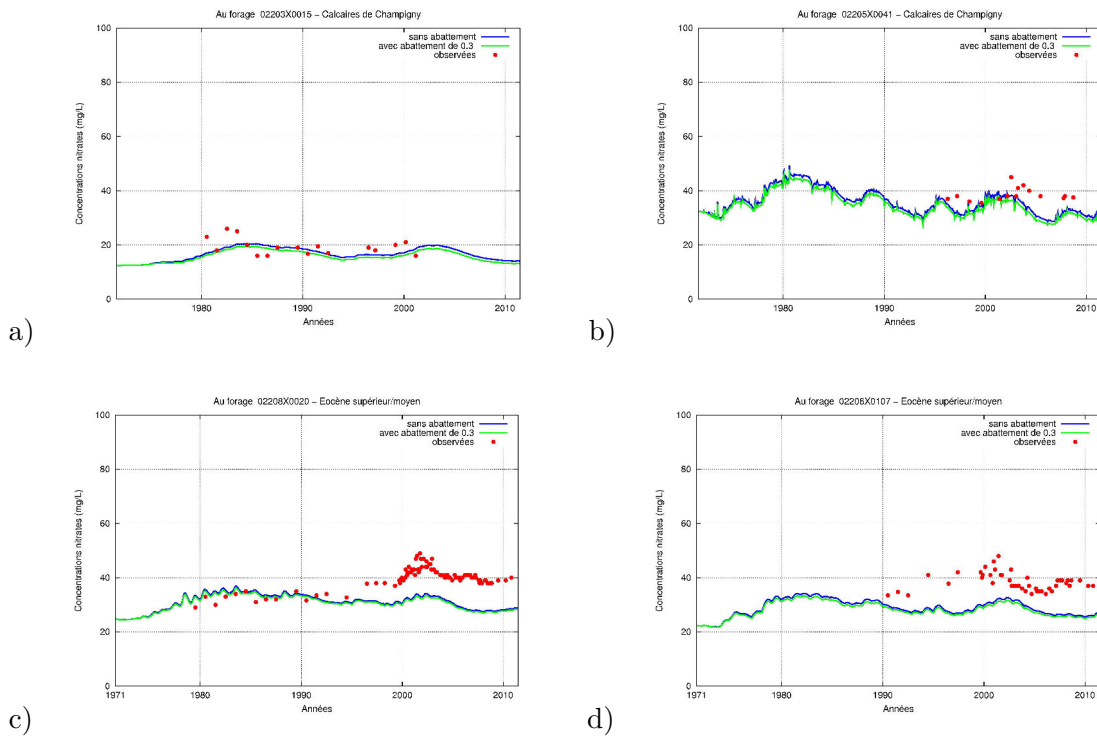 Au forage 02203X0015 – Calcaires de Champigny
sans abattement
avec abattement de 0.3
observées
Concentrations nitrates (mg/L)
100
80
60
40
20
0
1980
1990
2000
2010
Années
a)
Au forage 02205X0041 – Calcaires de Champigny
sans abattement
avec abattement de 0.3
observées
Concentrations nitrates (mg/L)
100
80
60
40
20
0
1980
1990
2000
2010
Années
b)
Au forage 02208X0020 – Eocène supérieur/moyen
sans abattement
avec abattement de 0.3
observées
Concentrations nitrates (mg/L)
100
80
60
40
20
0
1971
1980
1990
2000
2010
Années
c)
Au forage 02206X0107 – Eocène supérieur/moyen
sans abattement
avec abattement de 0.3
observées
Concentrations nitrates (mg/L)
100
80
60
40
20
0
1971
1980
1990
2000
2010
Années
d)